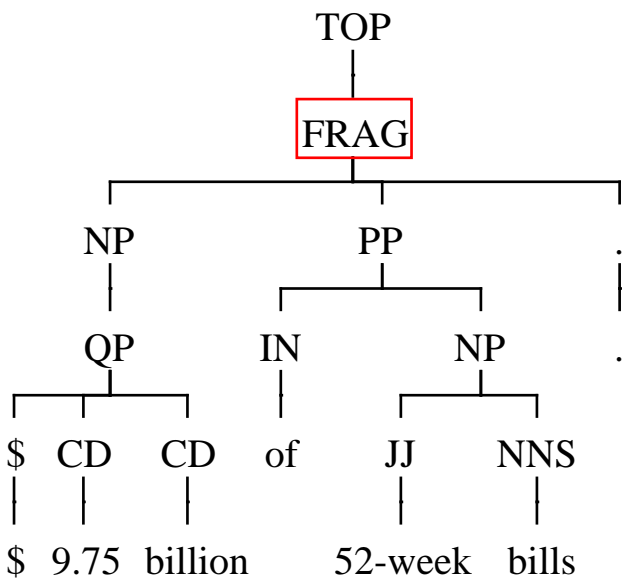 TOP
FRAG
NP PP .
QP IN NP .
$ CD CD of JJ NNS
$ 9.75 billion 52-week bills